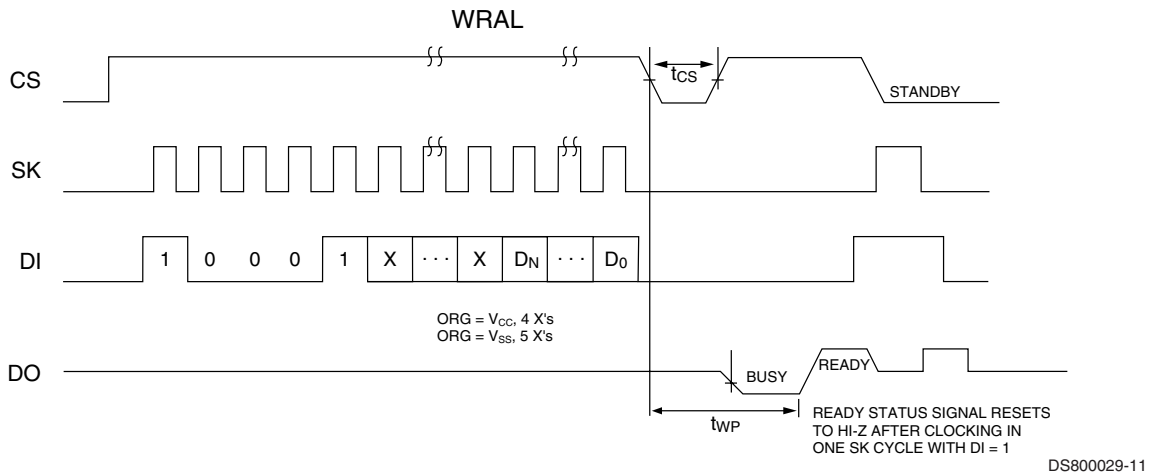 WRAL
CS
tCS
STANDBY
SK
DI
1 0 0 0 1 X · · · X DN · · · D0
ORG = VCC, 4 X's
ORG = VSS, 5 X's
DO
BUSY
READY
tWP
READY STATUS SIGNAL RESETS
TO HI-Z AFTER CLOCKING IN
ONE SK CYCLE WITH DI = 1
DS800029-11